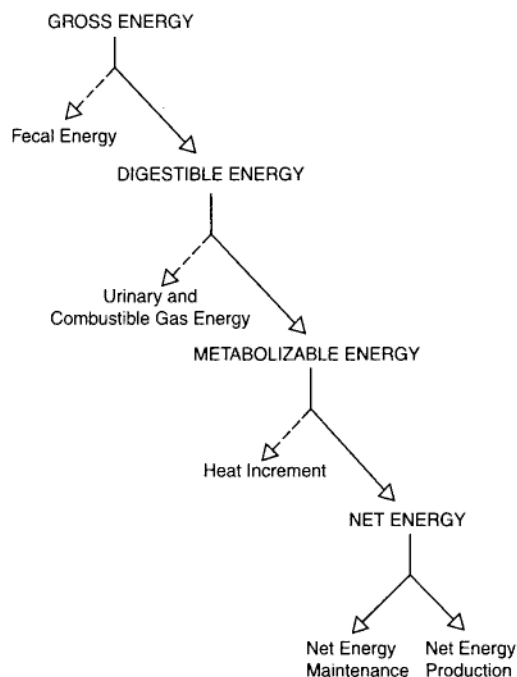 GROSS ENERGY
Fecal Energy
DIGESTIBLE ENERGY
Urinary and
Combustible Gas Energy
METABOLIZABLE ENERGY
Heat Increment
NET ENERGY
Net Energy
Maintenance
Net Energy
Production